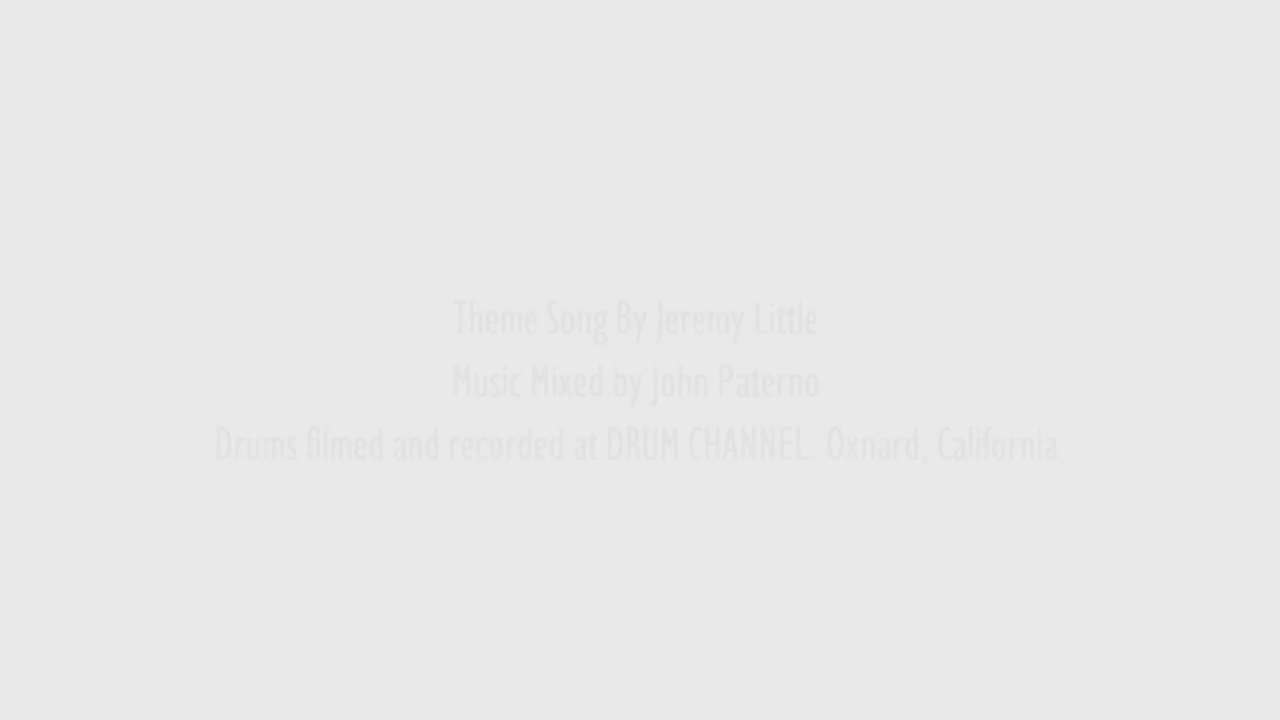 Theme Song By Jeremy Little
Music Mixed by John Paterno
Drums filmed and recorded at DRUM CHANNEL. Oxnard, California